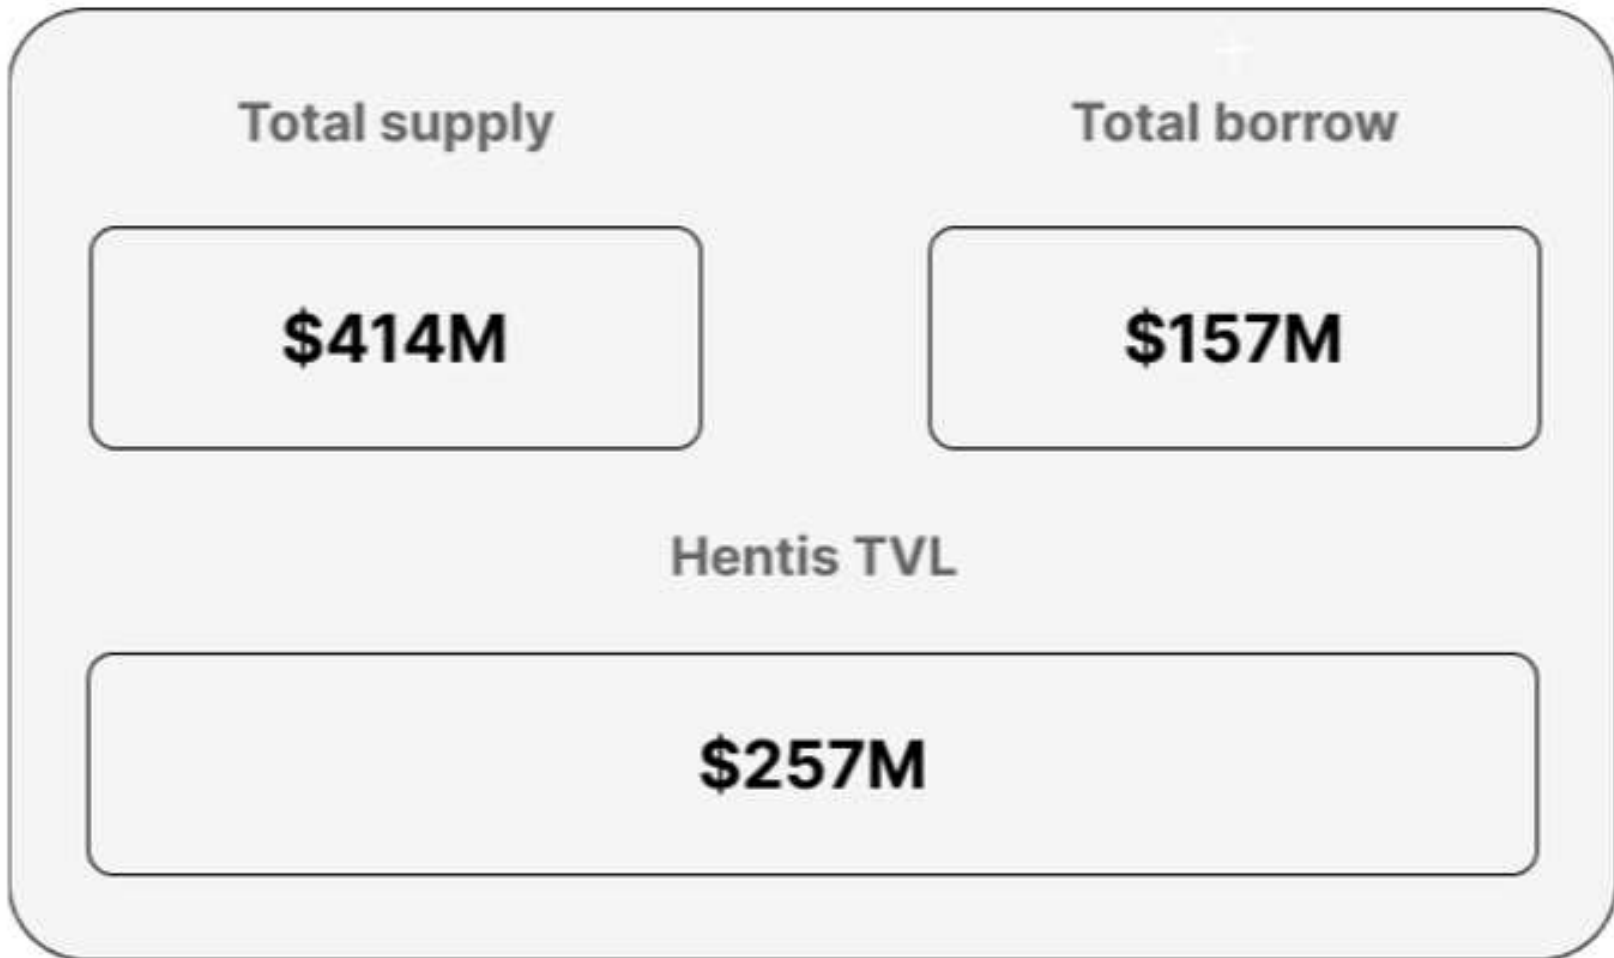 Total supply
Total borrow
$414M
$157M
Hentis TVL
$257M